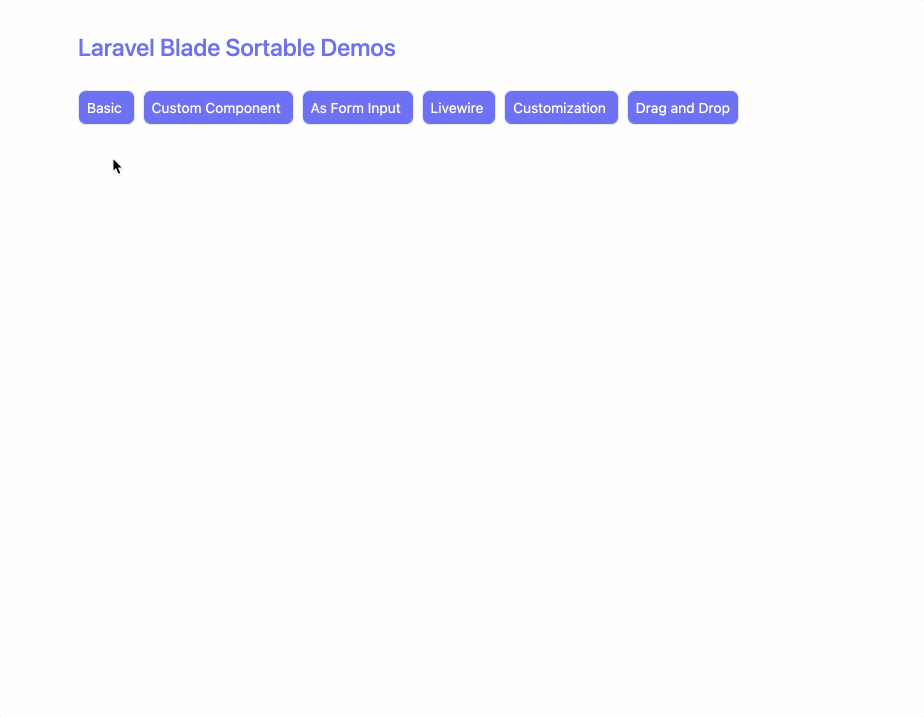 Laravel Blade Sortable Demos
Basic Custom Component As Form Input Livewire Customization Drag and Drop